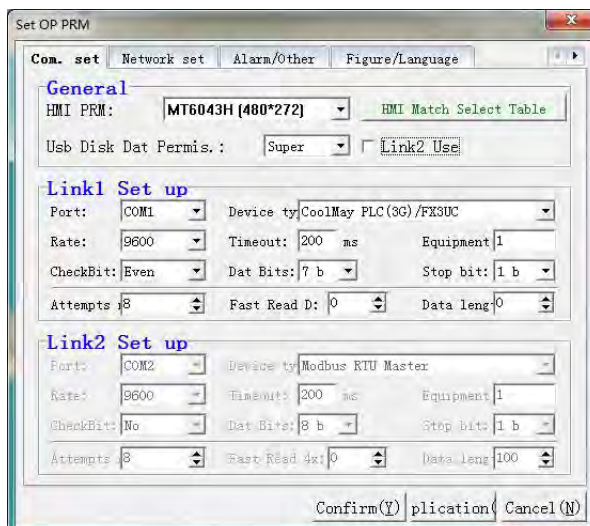 Set OP PRM
Com. set Network set Alarm/Other Figure/Language
General
HMI PRM: MT6043H (480*272) HMI Match Select Table
Usb Disk Dat Permis.: Super Link2 Use
Link1 Set up
Port: COM1 Device ty CoolMay PLC(3G)/FX3UC
Rate: 9600 Timeout: 200 ms Equipment 1
CheckBit: Even Dat Bits: 7 b Stop bit: 1 b
Attempts 8 Fast Read D: 0 Data leng 0
Link2 Set up
Port: COM2 Device ty Modbus RTU Master
Rate: 9600 Timeout: 200 ms Equipment 1
CheckBit: No Dat Bits: 8 b Stop bit: 1 b
Attempts 8 Fast Read 4x: 0 Data leng 100
Confirm(Y) plication( Cancel(N)